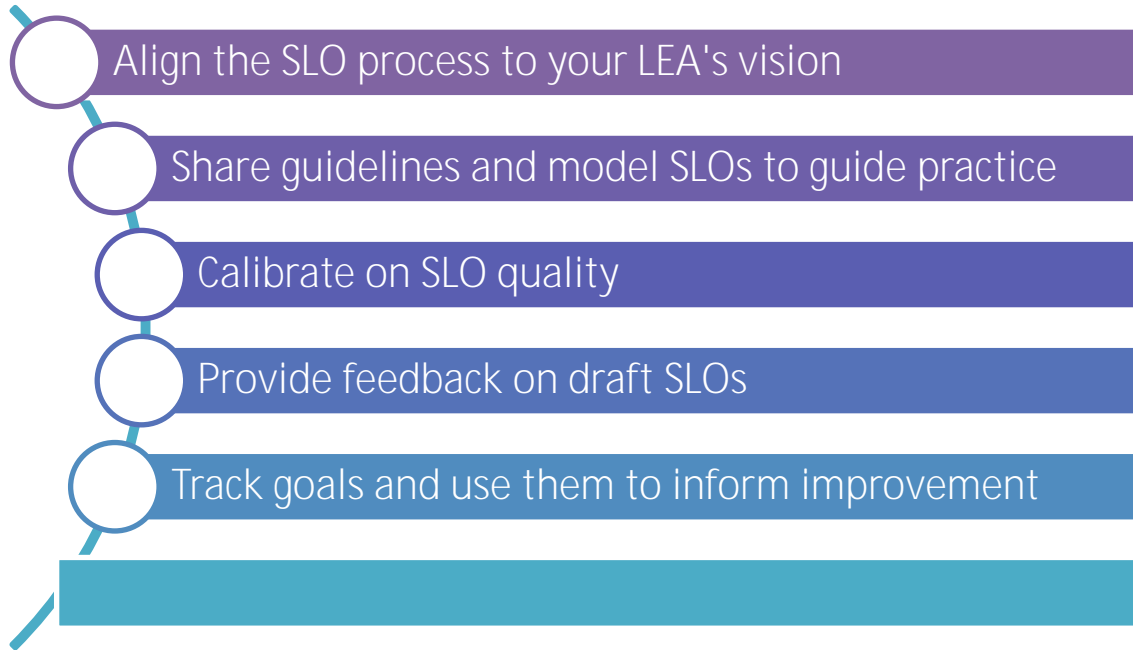 Align the SLO process to your LEA's vision
Share guidelines and model SLOs to guide practice
Calibrate on SLO quality
Provide feedback on draft SLOs
Track goals and use them to inform improvement